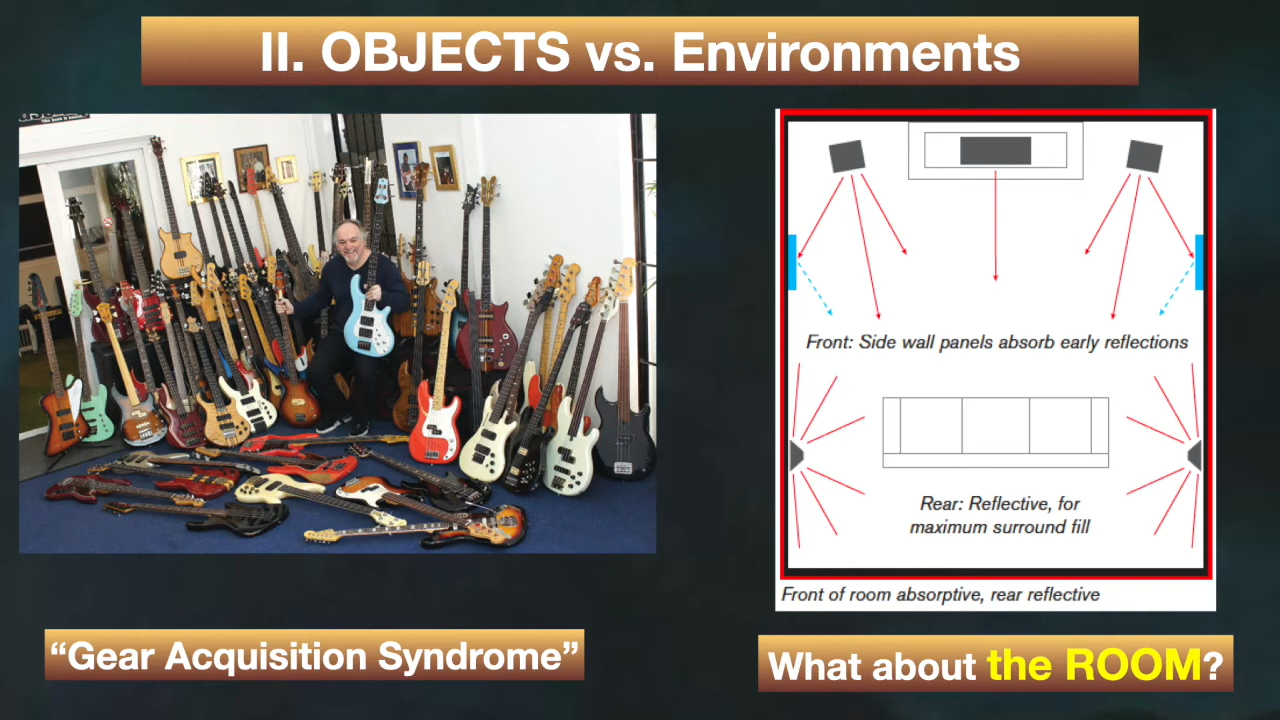 II. OBJECTS vs. Environments
Front: Side wall panels absorb early reflections
Rear: Reflective, for
maximum surround fill
Front of room absorptive, rear reflective
“Gear Acquisition Syndrome”
What about the ROOM?